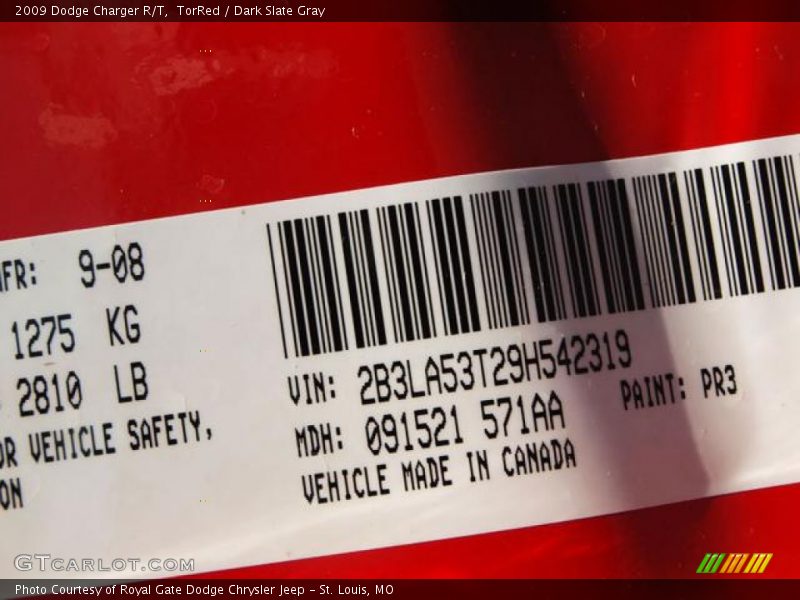 2009 Dodge Charger R/T, TorRed / Dark Slate Gray
MFR: 9-08
1275 KG
2810 LB
OR VEHICLE SAFETY,
ON
VIN: 2B3LA53T29H542319
PAINT: PR3
MDH: 091521 571AA
VEHICLE MADE IN CANADA
GTCARLOT.COM
Photo Courtesy of Royal Gate Dodge Chrysler Jeep - St. Louis, MO